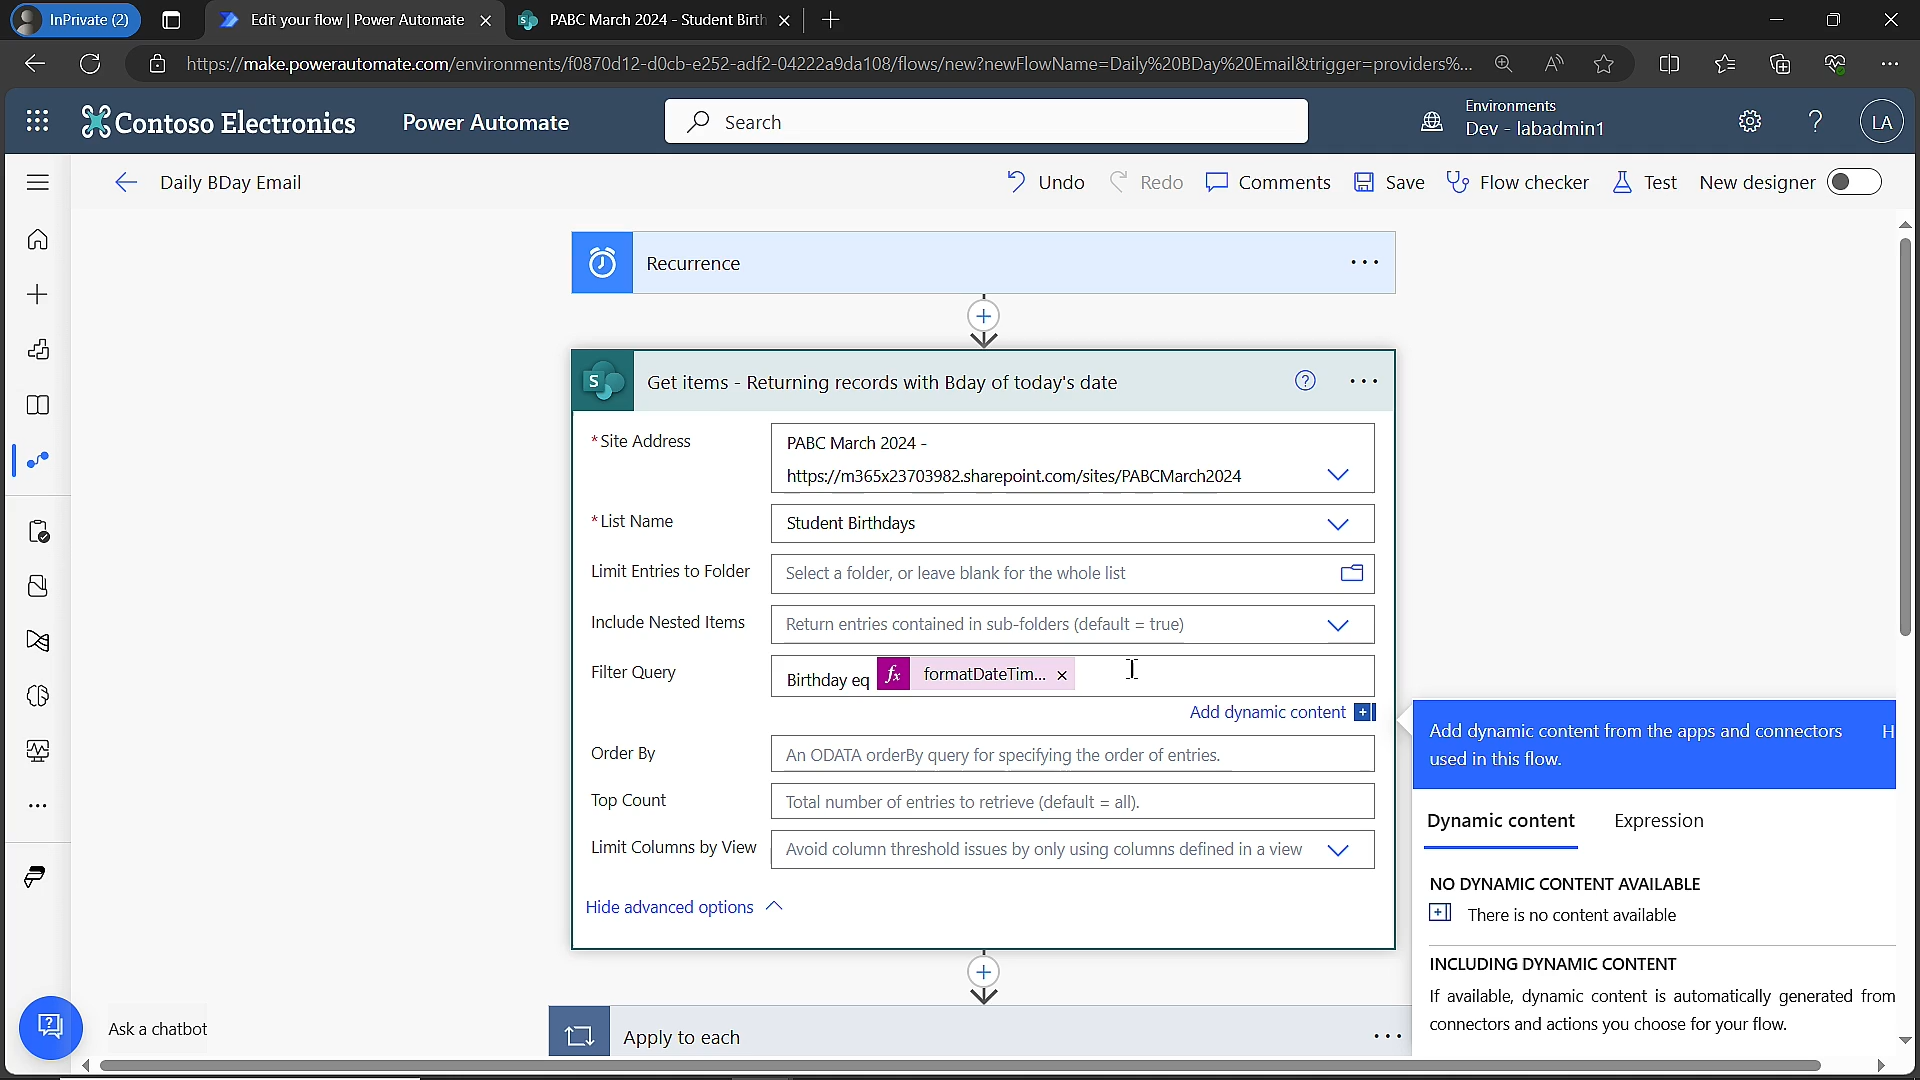 InPrivate (2)
Edit your flow | Power Automate
PABC March 2024 - Student Birth
https://make.powerautomate.com/environments/f0870d12-d0cb-e252-adf2-04222a9da108/flows/new?newFlowName=Daily%20BDay%20Email&trigger=providers%...
Contoso Electronics
Power Automate
Search
Environments
Dev - labadmin1
?
LA
Daily BDay Email
Undo
Redo
Comments
Save
Flow checker
Test
New designer
Recurrence
S
Get items - Returning records with Bday of today's date
* Site Address
PABC March 2024 -
https://m365x23703982.sharepoint.com/sites/PABCMarch2024
* List Name
Student Birthdays
Limit Entries to Folder
Select a folder, or leave blank for the whole list
Include Nested Items
Return entries contained in sub-folders (default = true)
Filter Query
Birthday eq fx formatDateTim... ×
Add dynamic content
Order By
An ODATA orderBy query for specifying the order of entries.
Top Count
Total number of entries to retrieve (default = all).
Limit Columns by View
Avoid column threshold issues by only using columns defined in a view
Hide advanced options
Apply to each
Add dynamic content from the apps and connectors
used in this flow.
H
Dynamic content
Expression
NO DYNAMIC CONTENT AVAILABLE
There is no content available
INCLUDING DYNAMIC CONTENT
If available, dynamic content is automatically generated from
connectors and actions you choose for your flow.
Ask a chatbot